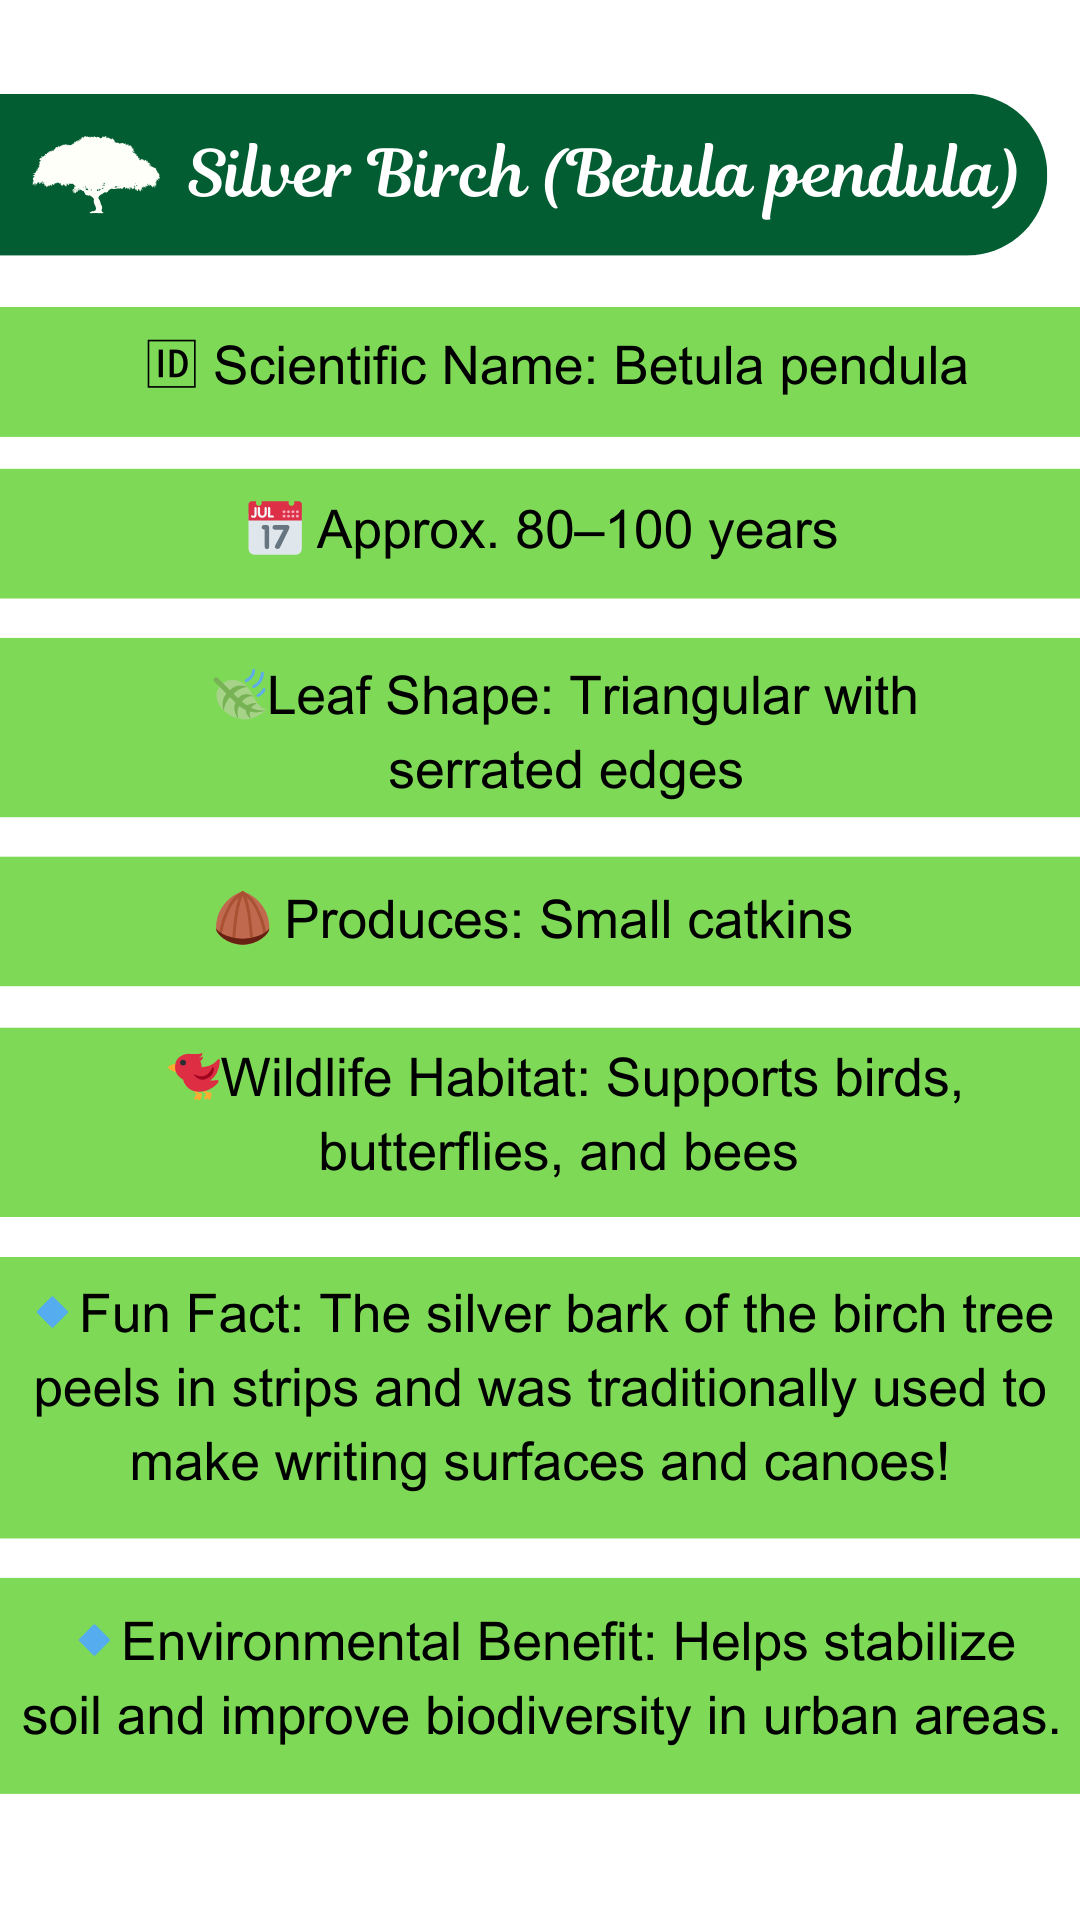 Silver Birch (Betula pendula)
🆔 Scientific Name: Betula pendula
📅 Approx. 80–100 years
🍃Leaf Shape: Triangular with
serrated edges
🌰 Produces: Small catkins
🐦Wildlife Habitat: Supports birds,
butterflies, and bees
🔹Fun Fact: The silver bark of the birch tree
peels in strips and was traditionally used to
make writing surfaces and canoes!
🔹Environmental Benefit: Helps stabilize
soil and improve biodiversity in urban areas.